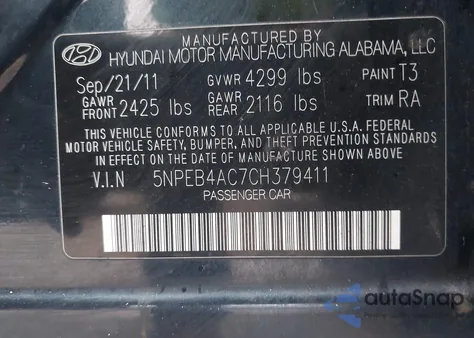 MANUFACTURED BY
HYUNDAI MOTOR MANUFACTURING ALABAMA, LLC
Sep/21/11 GVWR 4299 lbs PAINT T3
GAWR FRONT 2425 lbs GAWR REAR 2116 lbs TRIM RA
THIS VEHICLE CONFORMS TO ALL APPLICABLE U.S.A. FEDERAL
MOTOR VEHICLE SAFETY, BUMPER, AND THEFT PREVENTION STANDARDS
IN EFFECT ON THE DATE OF MANUFACTURE SHOWN ABOVE.
V.I.N 5NPEB4AC7CH379411
PASSENGER CAR
autoSnap
POWERED BY